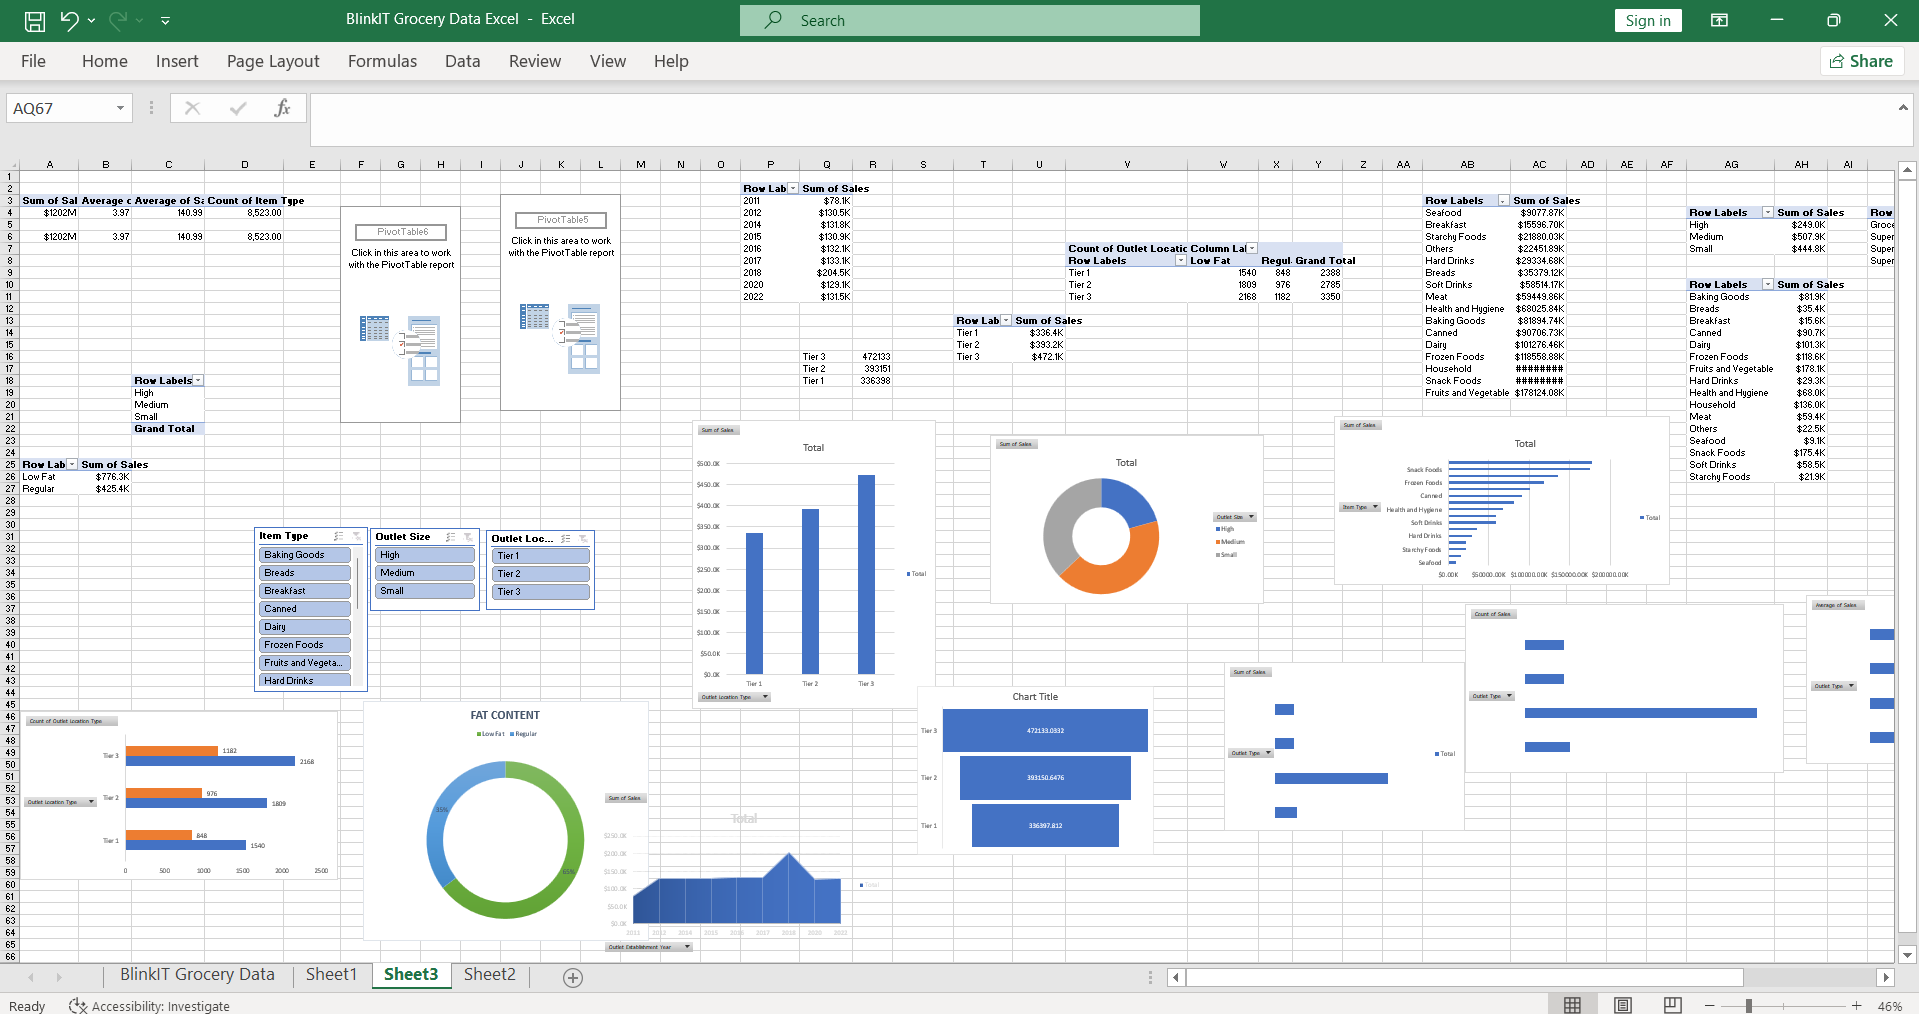 BlinkIT Grocery Data Excel - Excel
Search
Sign in
File Home Insert Page Layout Formulas Data Review View Help
Share
AQ67
fx
A B C D E F G H I J K L M N O P Q R S T U V W X Y Z AA AB AC AD AE AF AG AH AI
Sum of Sal Average c Average of Sa Count of Item Type
$1202M 3.97 140.99 8,523.00
$1202M 3.97 140.99 8,523.00
PivotTable6
Click in this area to work
with the PivotTable report
PivotTable5
Click in this area to work
with the PivotTable report
Row Lab Sum of Sales
2011 $78.1K
2012 $130.5K
2014 $131.8K
2015 $130.9K
2016 $132.1K
2017 $133.1K
2018 $204.5K
2020 $129.1K
2022 $131.5K
Tier 3 472133
Tier 2 393151
Tier 1 336398
Row Lab Sum of Sales
Tier 1 $336.4K
Tier 2 $393.2K
Tier 3 $472.1K
Count of Outlet Locatic Column Lal
Row Labels Low Fat Regul Grand Total
Tier 1 1540 848 2388
Tier 2 1809 976 2785
Tier 3 2168 1182 3350
Row Labels Sum of Sales
Seafood $9077.87K
Breakfast $15596.70K
Starchy Foods $21880.03K
Others $22451.89K
Hard Drinks $29334.68K
Breads $35379.12K
Soft Drinks $58514.17K
Meat $59449.86K
Health and Hygiene $68025.84K
Baking Goods $81894.74K
Canned $90706.73K
Dairy $101276.46K
Frozen Foods $118558.88K
Household ########
Snack Foods ########
Fruits and Vegetable $178124.08K
Row Labels Sum of Sales
High $249.0K
Medium $507.9K
Small $444.8K
Row
Groce
Super
Super
Super
Row Labels Sum of Sales
Baking Goods $81.9K
Breads $35.4K
Breakfast $15.6K
Canned $90.7K
Dairy $101.3K
Frozen Foods $118.6K
Fruits and Vegetable $178.1K
Hard Drinks $29.3K
Health and Hygiene $68.0K
Household $136.0K
Meat $59.4K
Others $22.5K
Seafood $9.1K
Snack Foods $175.4K
Soft Drinks $58.5K
Starchy Foods $21.9K
Row Labels
High
Medium
Small
Grand Total
Row Lab Sum of Sales
Low Fat $776.3K
Regular $425.4K
Item Type
Baking Goods
Breads
Breakfast
Canned
Dairy
Frozen Foods
Fruits and Vegeta...
Hard Drinks
Outlet Size
High
Medium
Small
Outlet Loc...
Tier 1
Tier 2
Tier 3
Sum of Sales
Total
$500.0K
$450.0K
$400.0K
$350.0K
$300.0K
$250.0K
$200.0K
$150.0K
$100.0K
$50.0K
$0.0K
Tier 1 Tier 2 Tier 3
Total
Outlet Location Type
Sum of Sales
Total
Outlet Size
High
Medium
Small
Sum of Sales
Total
Item Type
Snack Foods
Frozen Foods
Canned
Health and Hygiene
Soft Drinks
Hard Drinks
Starchy Foods
Seafood
$0.00K $50000.00K $100000.00K $150000.00K $200000.00K
Total
Count of Sales
Outlet Type
Average of Sales
Outlet Type
Sum of Sales
Outlet Type
Total
Chart Title
Tier 3 472133.0332
Tier 2 393150.6476
Tier 1 336397.812
Count of Outlet Location Type
Outlet Location Type
Tier 3 1182 2168
Tier 2 976 1809
Tier 1 848 1540
0 500 1000 1500 2000 2500
FAT CONTENT
Low Fat Regular
35%
65%
Sum of Sales
Total
$250.0K
$200.0K
$150.0K
$100.0K
$50.0K
$0.0K
2011 2012 2014 2015 2016 2017 2018 2020 2022
Total
Outlet Establishment Year
BlinkIT Grocery Data Sheet1 Sheet3 Sheet2
Ready Accessibility: Investigate
46%